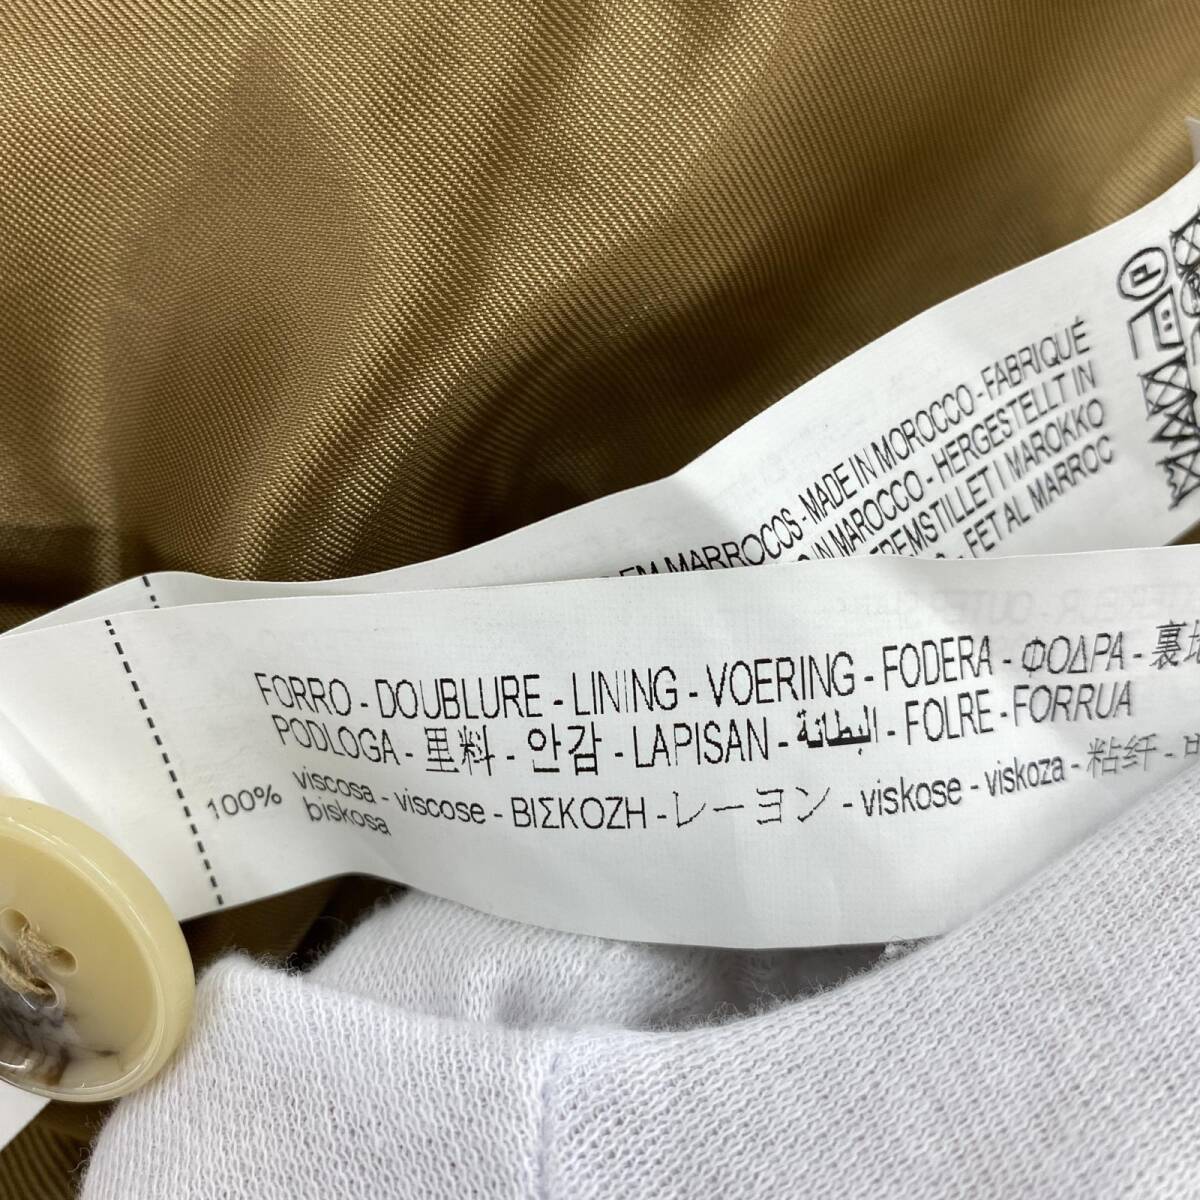 EM MARROCOS - MADE IN MOROCCO - FABRIQUÉ
IN MAROCCO - HERGESTELLT IN
FREMSTILLET I MAROKKO
- FET AL MARROC
FORRO - DOUBLURE - LINING - VOERING - FODERA - ΦΟΔΡΑ - 裏地
PODLOGA - 里料 - 안감 - LAPISAN - البطانة - FOLRE - FORRUA
100% viscosa - viscose - ΒΙΣΚΟΖΗ - レーヨン - viskose - viskoza - 粘纤 -
biskosa